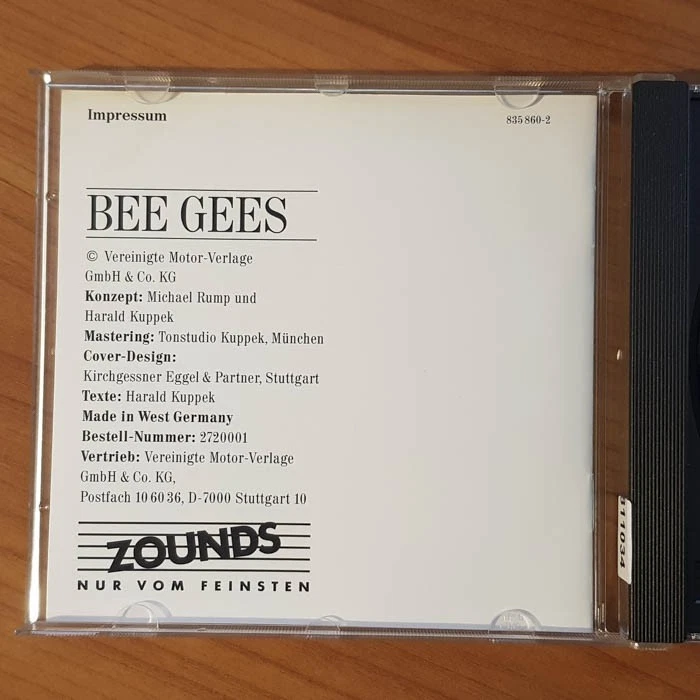 Impressum
835 860-2
BEE GEES
© Vereinigte Motor-Verlage
GmbH & Co. KG
Konzept: Michael Rump und
Harald Kuppek
Mastering: Tonstudio Kuppek, München
Cover-Design:
Kirchgessner Eggel & Partner, Stuttgart
Texte: Harald Kuppek
Made in West Germany
Bestell-Nummer: 2720001
Vertrieb: Vereinigte Motor-Verlage
GmbH & Co. KG,
Postfach 10 60 36, D-7000 Stuttgart 10
ZOUNDS
NUR VOM FEINSTEN